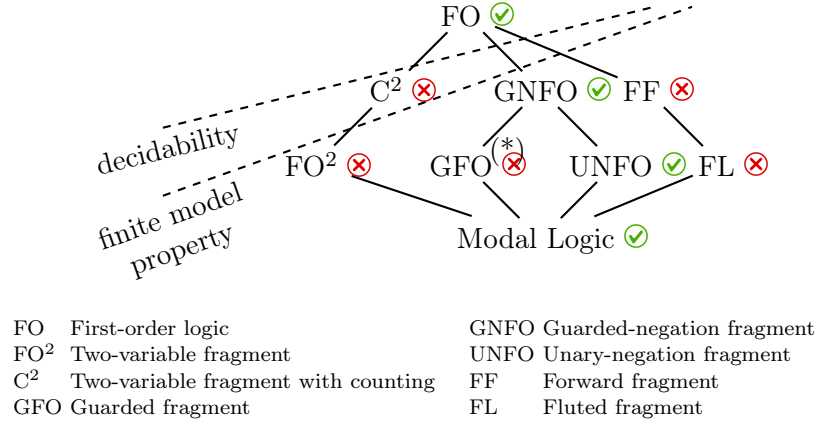 FO
C² GNFO FF
decidability
FO² GFO (*) UNFO FL
finite model
property
Modal Logic
FO First-order logic
FO² Two-variable fragment
C² Two-variable fragment with counting
GFO Guarded fragment
GNFO Guarded-negation fragment
UNFO Unary-negation fragment
FF Forward fragment
FL Fluted fragment